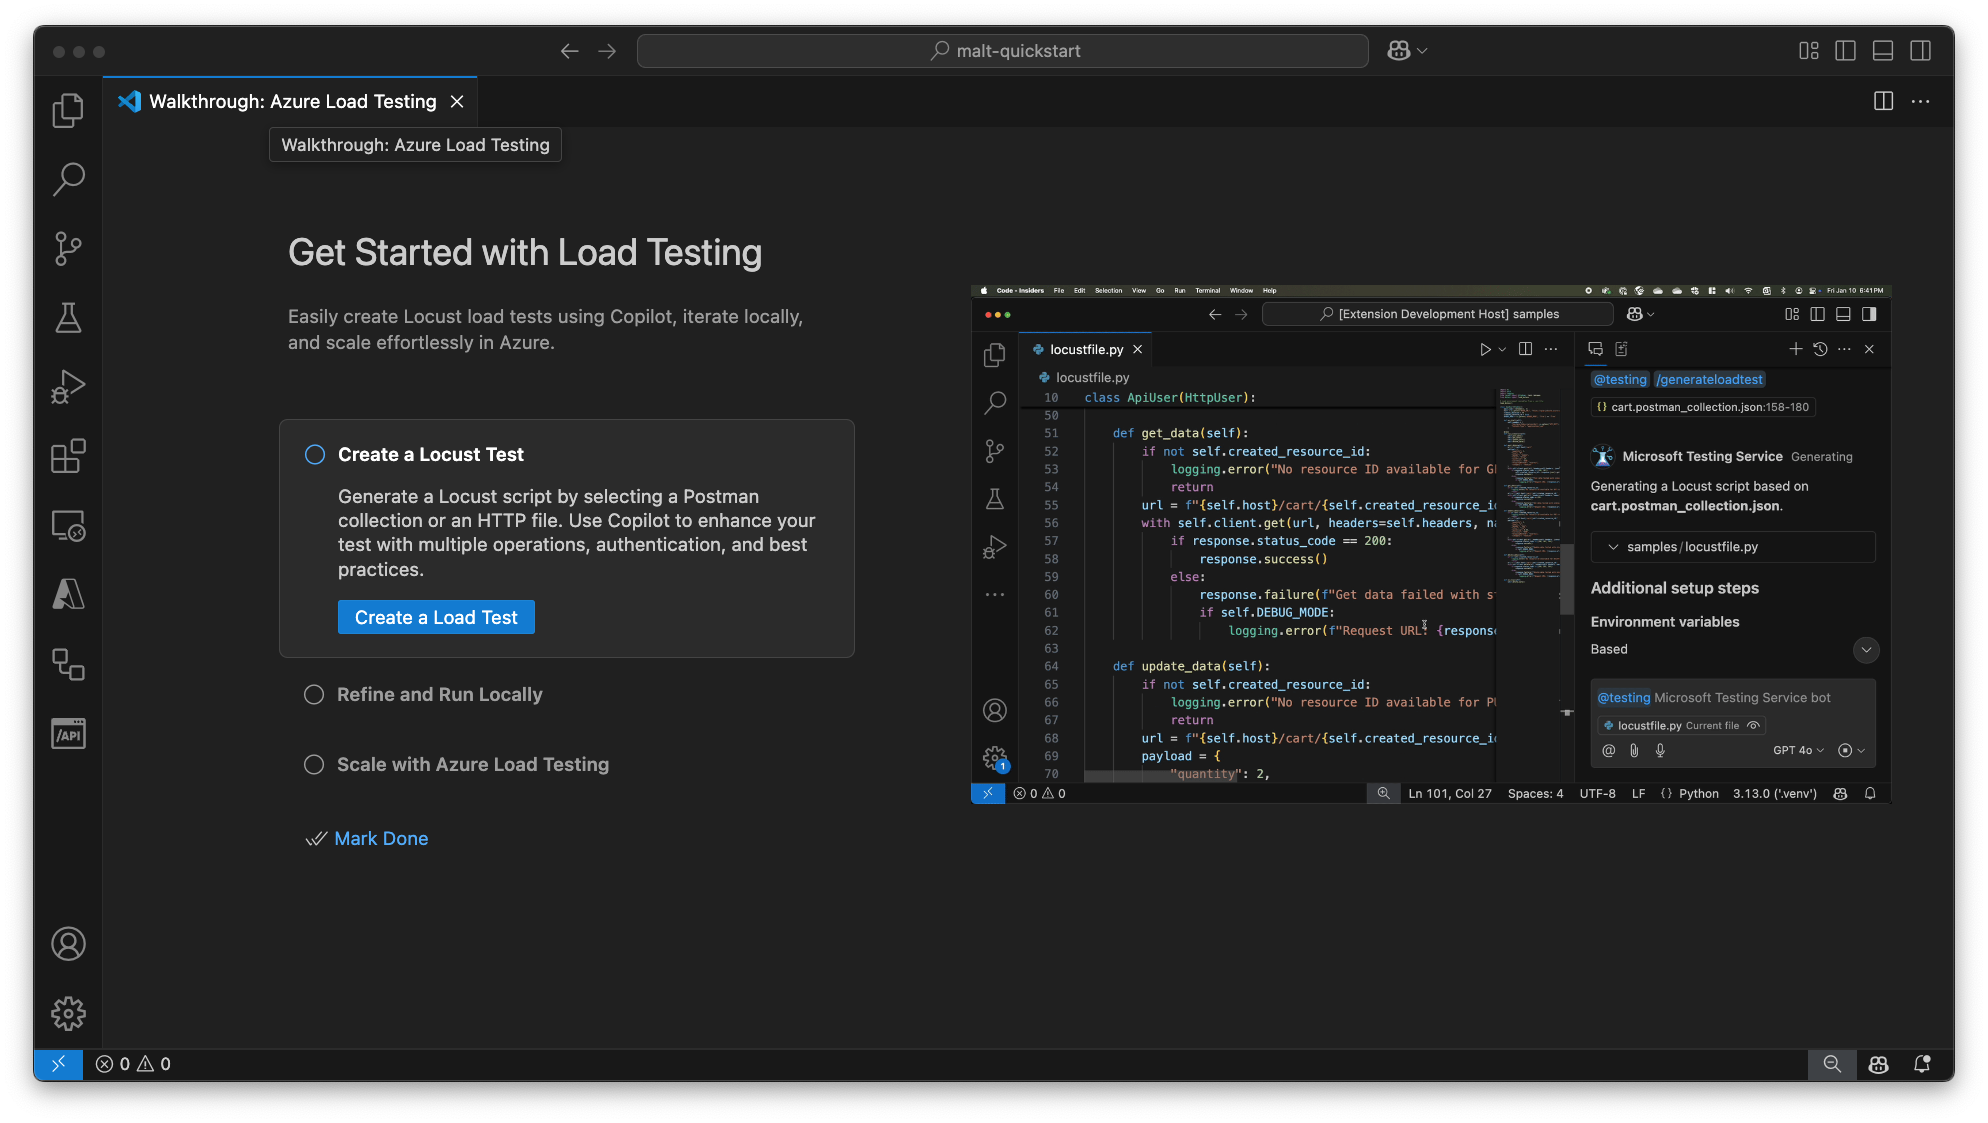 malt-quickstart
Walkthrough: Azure Load Testing
Walkthrough: Azure Load Testing
Get Started with Load Testing
Easily create Locust load tests using Copilot, iterate locally,
and scale effortlessly in Azure.
Create a Locust Test
Generate a Locust script by selecting a Postman
collection or an HTTP file. Use Copilot to enhance your
test with multiple operations, authentication, and best
practices.
Create a Load Test
Refine and Run Locally
Scale with Azure Load Testing
Mark Done
/API
0 0
Code - Insiders File Edit Selection View Go Run Terminal Window Help
Fri Jan 10 6:41 PM
[Extension Development Host] samples
locustfile.py
locustfile.py
10 class ApiUser(HttpUser):
50
51 def get_data(self):
52 if not self.created_resource_id:
53 logging.error("No resource ID available for G
54 return
55 url = f"{self.host}/cart/{self.created_resource_i
56 with self.client.get(url, headers=self.headers, na
57 if response.status_code == 200:
58 response.success()
59 else:
60 response.failure(f"Get data failed with s
61 if self.DEBUG_MODE:
62 logging.error(f"Request URL: {response
63
64 def update_data(self):
65 if not self.created_resource_id:
66 logging.error("No resource ID available for P
67 return
68 url = f"{self.host}/cart/{self.created_resource_i
69 payload = {
70 "quantity": 2,
1
0 0
Ln 101, Col 27 Spaces: 4 UTF-8 LF {} Python 3.13.0 ('.venv')
@testing /generateloadtest
{} cart.postman_collection.json:158-180
Microsoft Testing Service Generating
Generating a Locust script based on
cart.postman_collection.json.
samples/locustfile.py
Additional setup steps
Environment variables
Based
@testing Microsoft Testing Service bot
locustfile.py Current file
@ GPT 4o